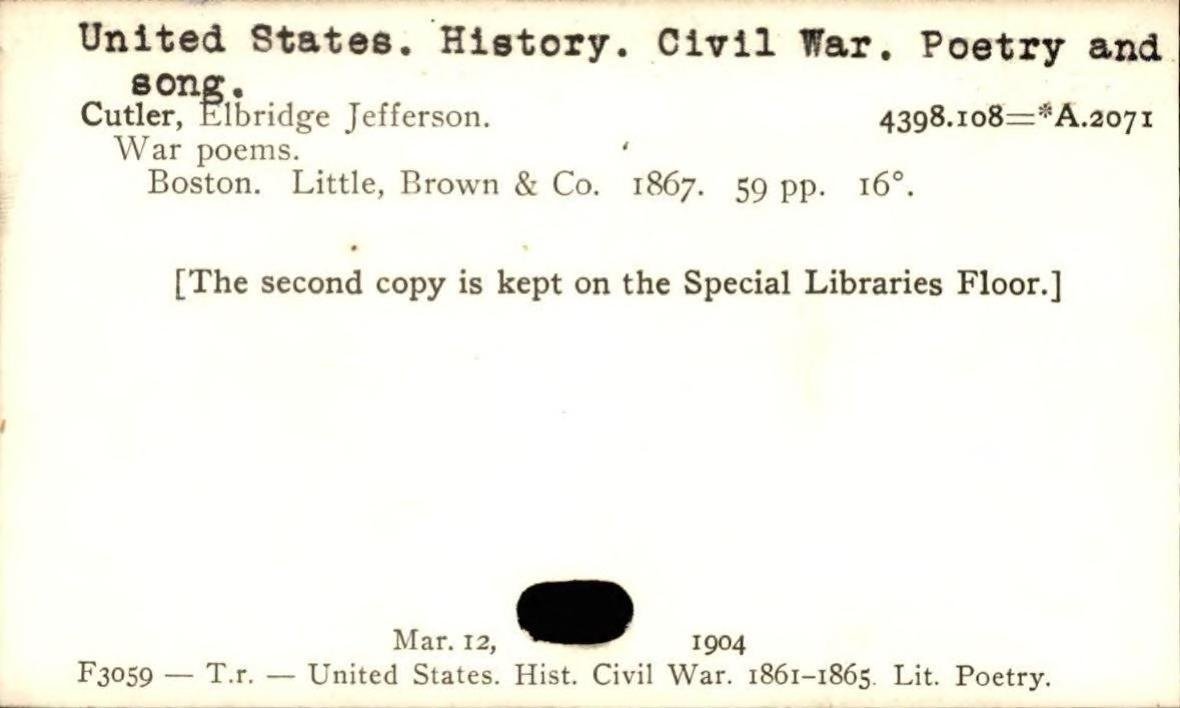 United States. History. Civil War. Poetry and
song.
Cutler, Elbridge Jefferson. 4398.108=*A.2071
War poems.
Boston. Little, Brown & Co. 1867. 59 pp. 16°.
[The second copy is kept on the Special Libraries Floor.]
Mar. 12, 1904
F3059 — T.r. — United States. Hist. Civil War. 1861-1865. Lit. Poetry.